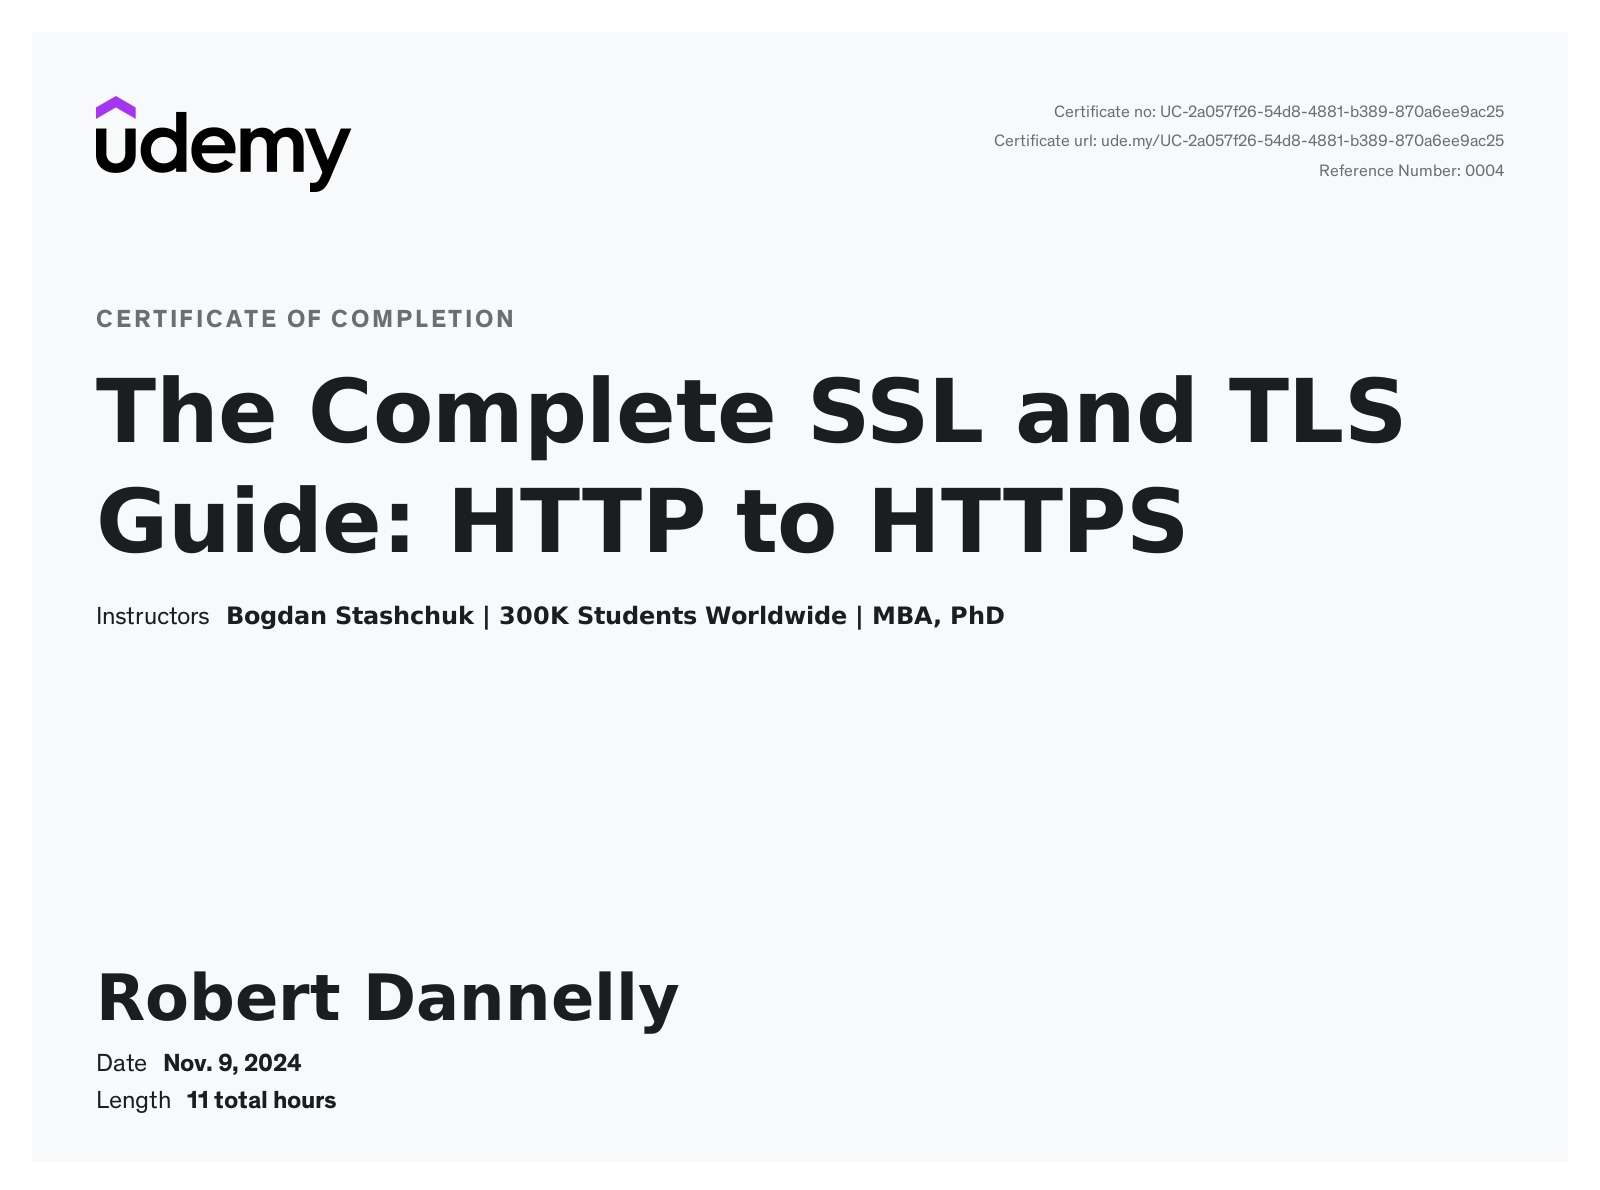 udemy
Certificate no: UC-2a057f26-54d8-4881-b389-870a6ee9ac25
Certificate url: ude.my/UC-2a057f26-54d8-4881-b389-870a6ee9ac25
Reference Number: 0004
CERTIFICATE OF COMPLETION
The Complete SSL and TLS
Guide: HTTP to HTTPS
Instructors Bogdan Stashchuk | 300K Students Worldwide | MBA, PhD
Robert Dannelly
Date Nov. 9, 2024
Length 11 total hours